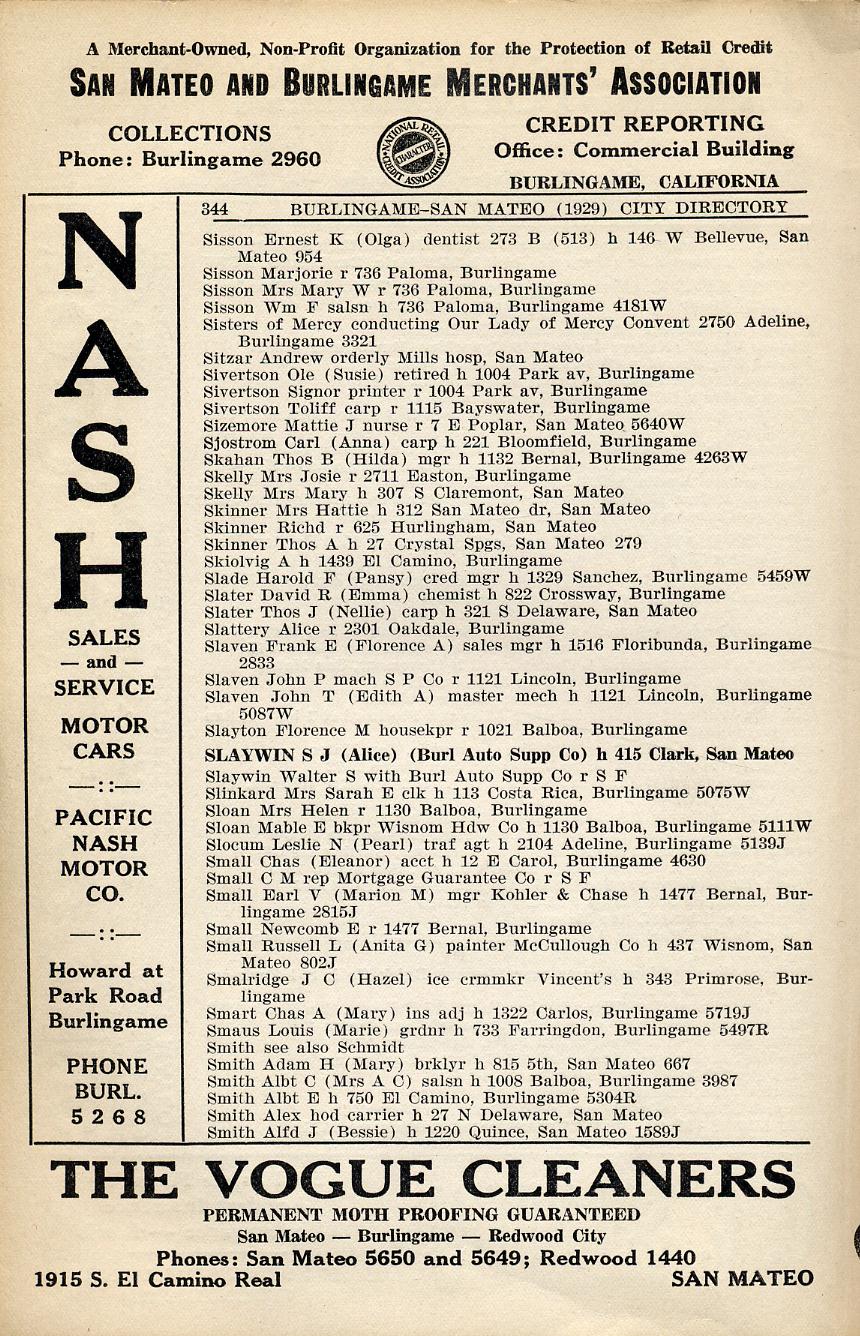 A Merchant-Owned, Non-Profit Organization for the Protection of Retail Credit
SAN MATEO AND BURLINGAME MERCHANTS' ASSOCIATION
COLLECTIONS
Phone: Burlingame 2960
NATIONAL RETAIL
CHARACTER
CREDIT ASSOCIATION
CREDIT REPORTING
Office: Commercial Building
BURLINGAME, CALIFORNIA
NASH
SALES
— and —
SERVICE
MOTOR
CARS
—::—
PACIFIC
NASH
MOTOR
CO.
—::—
Howard at
Park Road
Burlingame
PHONE
BURL.
5 2 6 8
344 BURLINGAME-SAN MATEO (1929) CITY DIRECTORY
Sisson Ernest K (Olga) dentist 273 B (513) h 146 W Bellevue, San
Mateo 954
Sisson Marjorie r 736 Paloma, Burlingame
Sisson Mrs Mary W r 736 Paloma, Burlingame
Sisson Wm F salsn h 736 Paloma, Burlingame 4181W
Sisters of Mercy conducting Our Lady of Mercy Convent 2750 Adeline,
Burlingame 3321
Sitzar Andrew orderly Mills hosp, San Mateo
Sivertson Ole (Susie) retired h 1004 Park av, Burlingame
Sivertson Signor printer r 1004 Park av, Burlingame
Sivertson Toliff carp r 1115 Bayswater, Burlingame
Sizemore Mattie J nurse r 7 E Poplar, San Mateo 5640W
Sjostrom Carl (Anna) carp h 221 Bloomfield, Burlingame
Skahan Thos B (Hilda) mgr h 1132 Bernal, Burlingame 4263W
Skelly Mrs Josie r 2711 Easton, Burlingame
Skelly Mrs Mary h 307 S Claremont, San Mateo
Skinner Mrs Hattie h 312 San Mateo dr, San Mateo
Skinner Richd r 625 Hurlingham, San Mateo
Skinner Thos A h 27 Crystal Spgs, San Mateo 279
Skiolvig A h 1439 El Camino, Burlingame
Slade Harold F (Pansy) cred mgr h 1329 Sanchez, Burlingame 5459W
Slater David R (Emma) chemist h 822 Crossway, Burlingame
Slater Thos J (Nellie) carp h 321 S Delaware, San Mateo
Slattery Alice r 2301 Oakdale, Burlingame
Slaven Frank E (Florence A) sales mgr h 1516 Floribunda, Burlingame
2833
Slaven John P mach S P Co r 1121 Lincoln, Burlingame
Slaven John T (Edith A) master mech h 1121 Lincoln, Burlingame
5087W
Slayton Florence M housekpr r 1021 Balboa, Burlingame
SLAYWIN S J (Alice) (Burl Auto Supp Co) h 415 Clark, San Mateo
Slaywin Walter S with Burl Auto Supp Co r S F
Slinkard Mrs Sarah E clk h 113 Costa Rica, Burlingame 5075W
Sloan Mrs Helen r 1130 Balboa, Burlingame
Sloan Mable E bkpr Wisnom Hdw Co h 1130 Balboa, Burlingame 5111W
Slocum Leslie N (Pearl) traf agt h 2104 Adeline, Burlingame 5139J
Small Chas (Eleanor) acct h 12 E Carol, Burlingame 4630
Small C M rep Mortgage Guarantee Co r S F
Small Earl V (Marion M) mgr Kohler & Chase h 1477 Bernal, Bur-
lingame 2815J
Small Newcomb E r 1477 Bernal, Burlingame
Small Russell L (Anita G) painter McCullough Co h 437 Wisnom, San
Mateo 802J
Smalridge J C (Hazel) ice crmmkr Vincent's h 343 Primrose, Bur-
lingame
Smart Chas A (Mary) ins adj h 1322 Carlos, Burlingame 5719J
Smaus Louis (Marie) grdnr h 733 Farringdon, Burlingame 5497R
Smith see also Schmidt
Smith Adam H (Mary) brklyr h 815 5th, San Mateo 667
Smith Albt C (Mrs A C) salsn h 1008 Balboa, Burlingame 3987
Smith Albt E h 750 El Camino, Burlingame 5304R
Smith Alex hod carrier h 27 N Delaware, San Mateo
Smith Alfd J (Bessie) h 1220 Quince, San Mateo 1589J
THE VOGUE CLEANERS
PERMANENT MOTH PROOFING GUARANTEED
San Mateo — Burlingame — Redwood City
Phones: San Mateo 5650 and 5649; Redwood 1440
1915 S. El Camino Real SAN MATEO